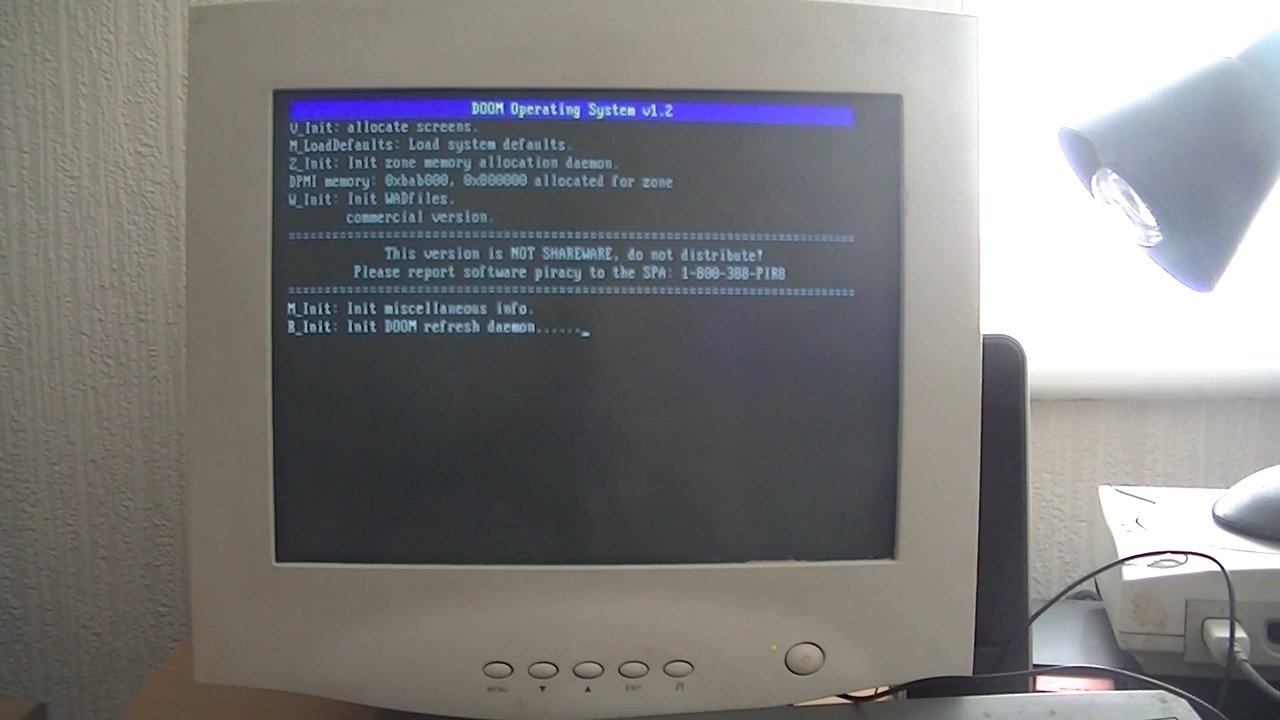 DOOM Operating System v1.2
V_Init: allocate screens.
M_LoadDefaults: Load system defaults.
Z_Init: Init zone memory allocation daemon.
DPMI memory: 0xbab000, 0x800000 allocated for zone
W_Init: Init WADfiles.
commercial version.
===========================================================================
This version is NOT SHAREWARE, do not distribute!
Please report software piracy to the SPA: 1-800-388-PIR8
===========================================================================
M_Init: Init miscellaneous info.
R_Init: Init DOOM refresh daemon......_
MENU ▼ ▲ EXIT